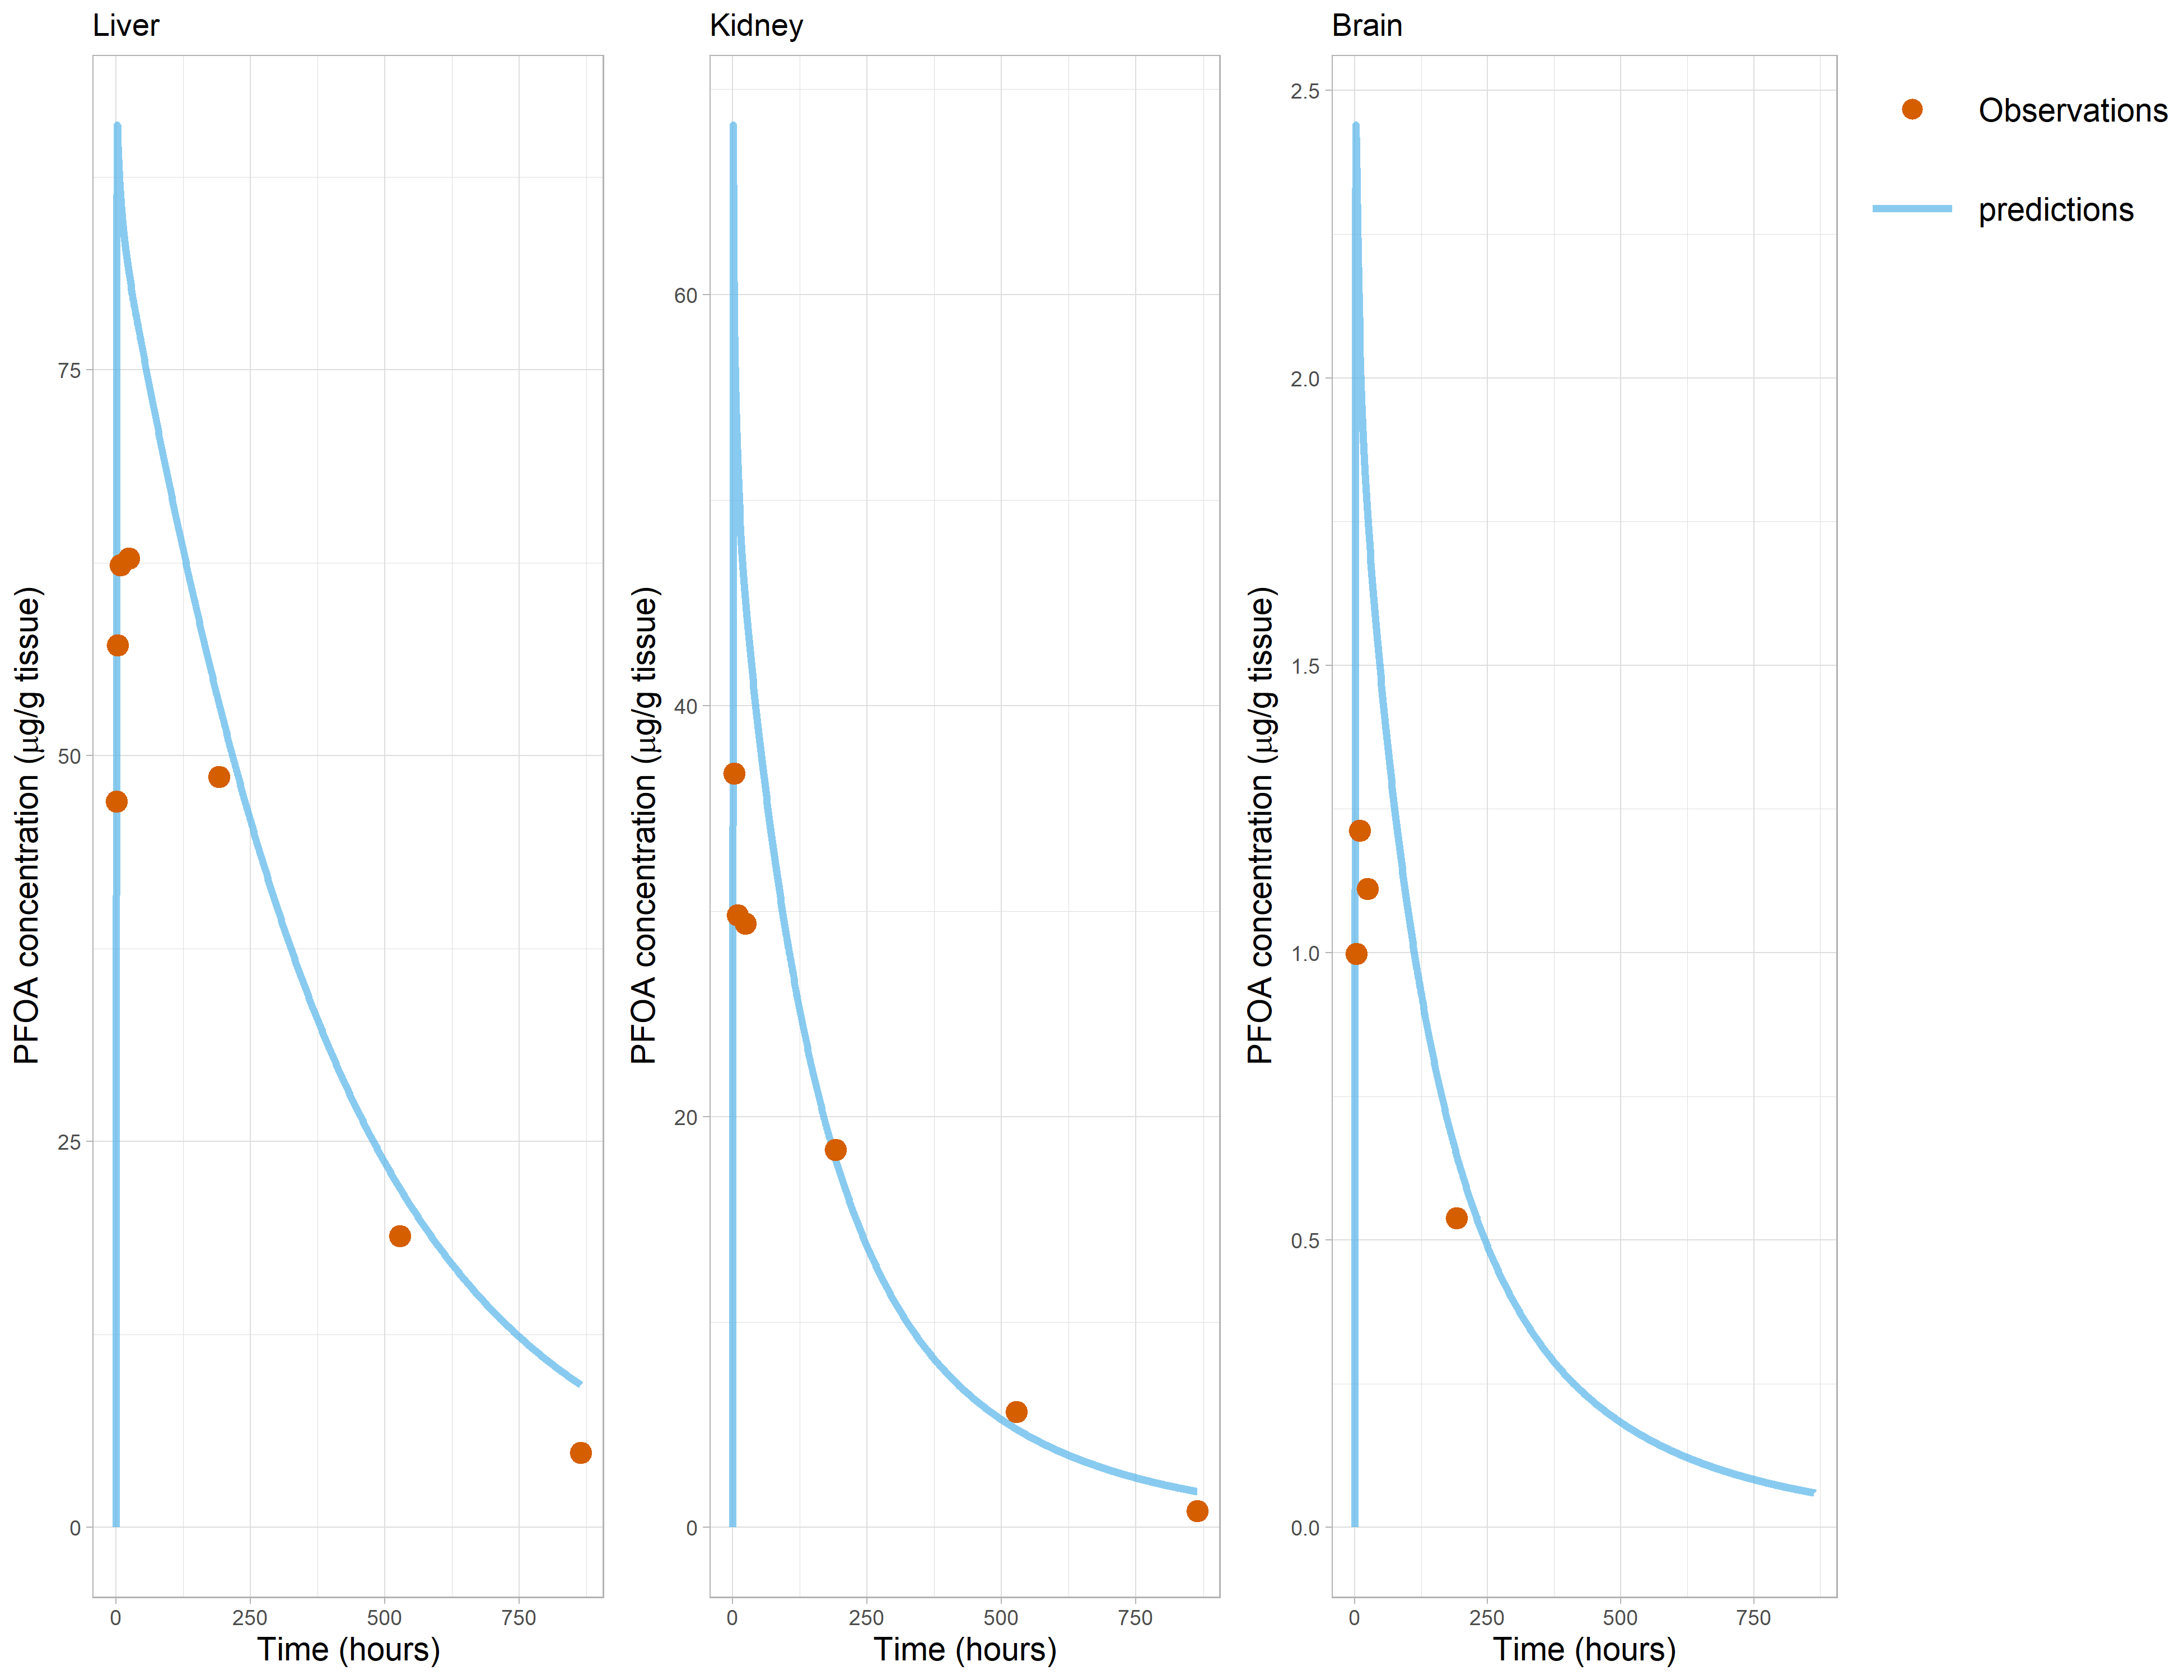 Liver
PFOA concentration (μg/g tissue)
75
50
25
0
0 250 500 750
Time (hours)
Kidney
PFOA concentration (μg/g tissue)
60
40
20
0
0 250 500 750
Time (hours)
Brain
PFOA concentration (μg/g tissue)
2.5
2.0
1.5
1.0
0.5
0.0
0 250 500 750
Time (hours)
Observations
predictions